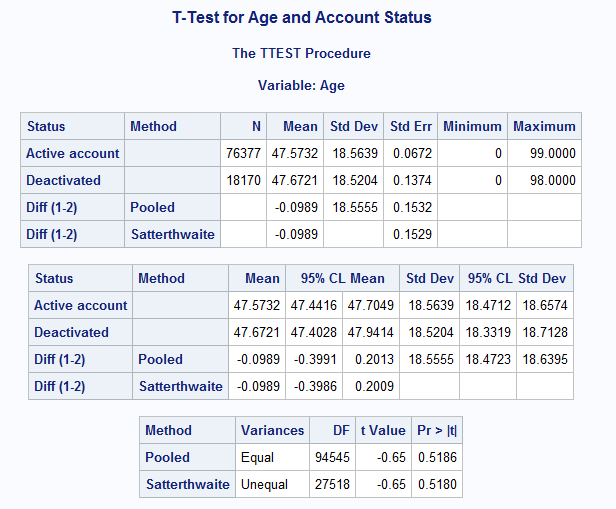 T-Test for Age and Account Status
The TTEST Procedure
Variable: Age
Status Method N Mean Std Dev Std Err Minimum Maximum
Active account 76377 47.5732 18.5639 0.0672 0 99.0000
Deactivated 18170 47.6721 18.5204 0.1374 0 98.0000
Diff (1-2) Pooled -0.0989 18.5555 0.1532
Diff (1-2) Satterthwaite -0.0989 0.1529
Status Method Mean 95% CL Mean Std Dev 95% CL Std Dev
Active account 47.5732 47.4416 47.7049 18.5639 18.4712 18.6574
Deactivated 47.6721 47.4028 47.9414 18.5204 18.3319 18.7128
Diff (1-2) Pooled -0.0989 -0.3991 0.2013 18.5555 18.4723 18.6395
Diff (1-2) Satterthwaite -0.0989 -0.3986 0.2009
Method Variances DF t Value Pr > |t|
Pooled Equal 94545 -0.65 0.5186
Satterthwaite Unequal 27518 -0.65 0.5180